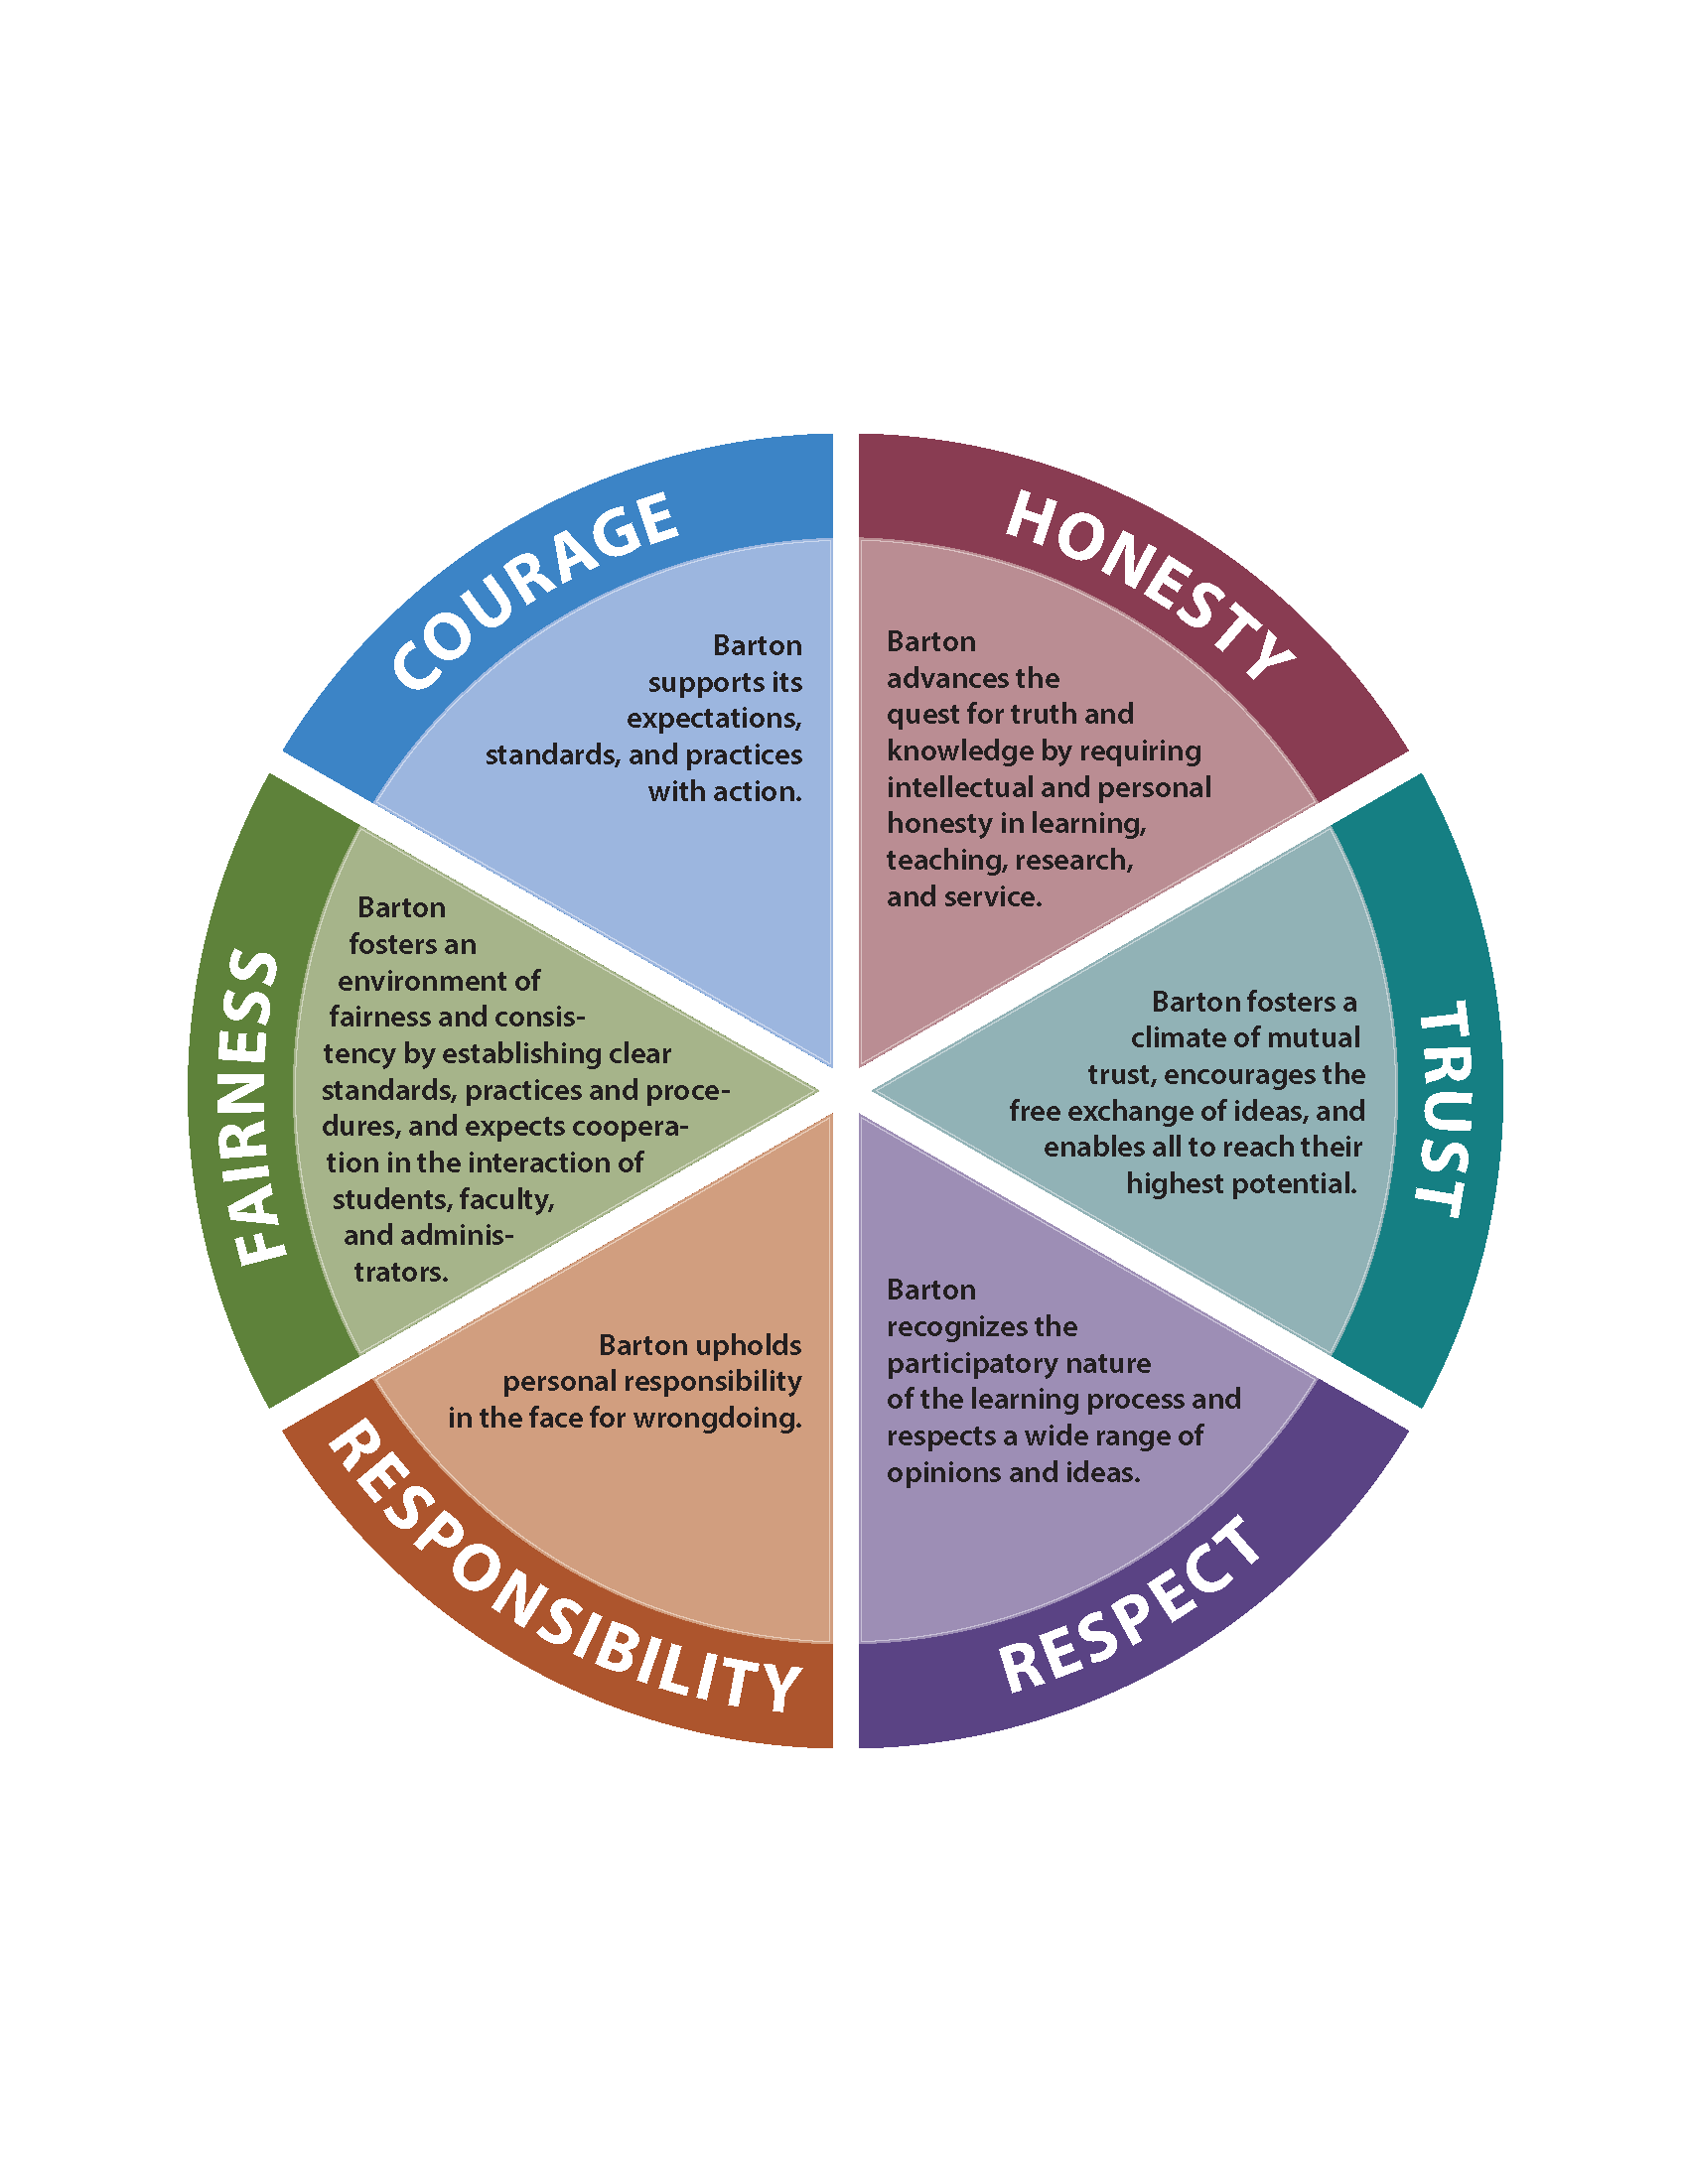 COURAGE
Barton
supports its
expectations,
standards, and practices
with action.
HONESTY
Barton
advances the
quest for truth and
knowledge by requiring
intellectual and personal
honesty in learning,
teaching, research,
and service.
TRUST
Barton fosters a
climate of mutual
trust, encourages the
free exchange of ideas, and
enables all to reach their
highest potential.
RESPECT
Barton
recognizes the
participatory nature
of the learning process and
respects a wide range of
opinions and ideas.
RESPONSIBILITY
Barton upholds
personal responsibility
in the face for wrongdoing.
FAIRNESS
Barton
fosters an
environment of
fairness and consis-
tency by establishing clear
standards, practices and proce-
dures, and expects coopera-
tion in the interaction of
students, faculty,
and adminis-
trators.